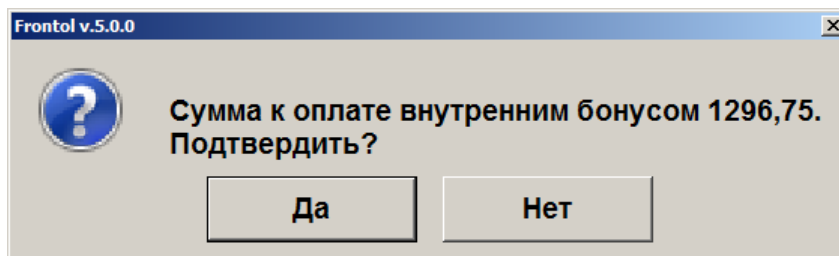 Frontol v.5.0.0
Сумма к оплате внутренним бонусом 1296,75.
Подтвердить?
Да
Нет